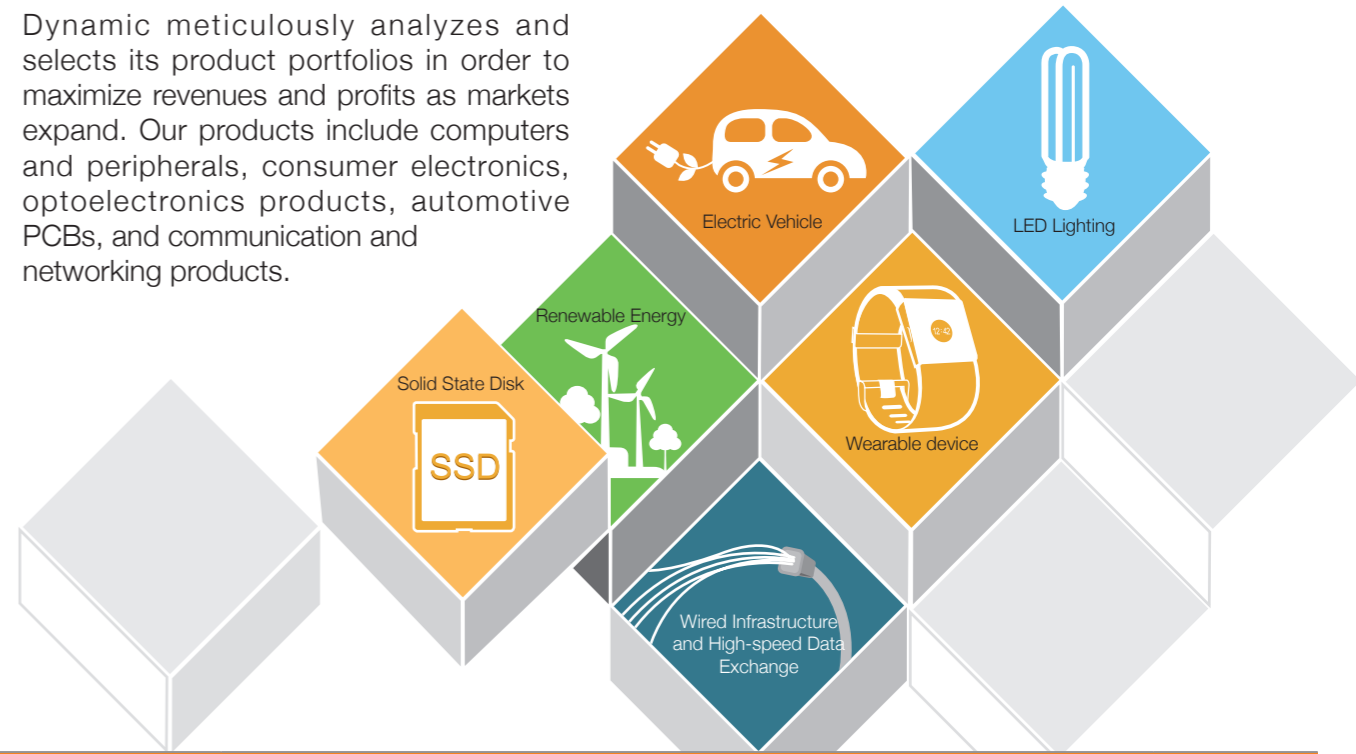 Dynamic meticulously analyzes and
selects its product portfolios in order to
maximize revenues and profits as markets
expand. Our products include computers
and peripherals, consumer electronics,
optoelectronics products, automotive
PCBs, and communication and
networking products.
Electric Vehicle
LED Lighting
Renewable Energy
12:42
Solid State Disk
SSD
Wearable device
Wired Infrastructure
and High-speed Data
Exchange